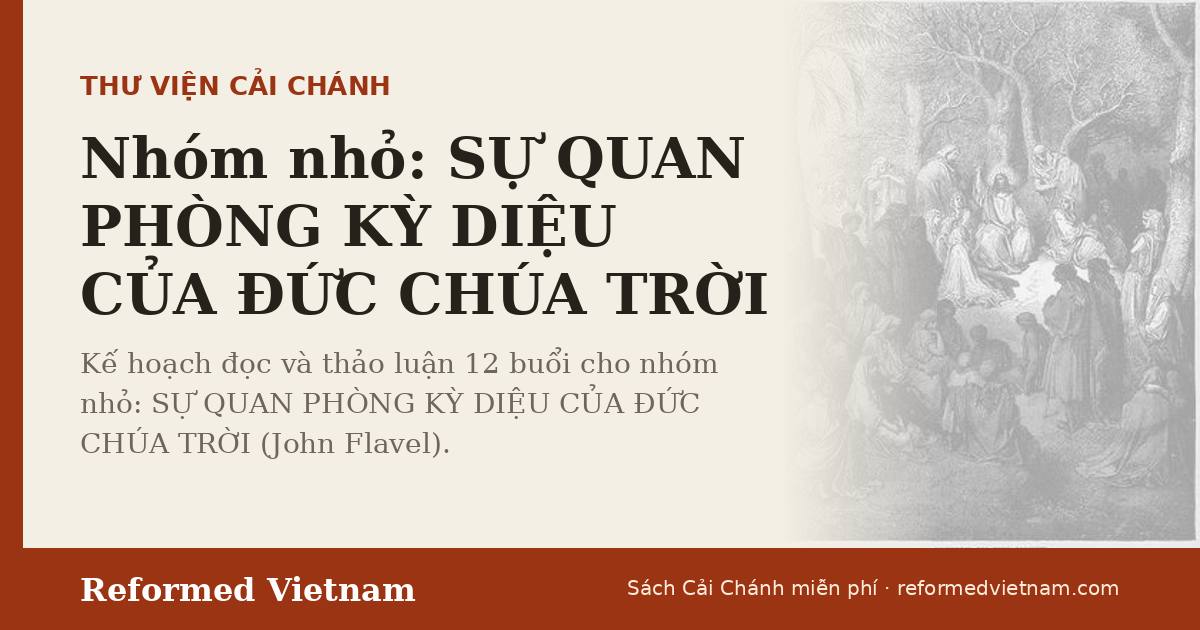 THƯ VIỆN CẢI CHÁNH
Nhóm nhỏ: SỰ QUAN
PHÒNG KỲ DIỆU
CỦA ĐỨC CHÚA TRỜI
Kế hoạch đọc và thảo luận 12 buổi cho nhóm
nhỏ: SỰ QUAN PHÒNG KỲ DIỆU CỦA ĐỨC
CHÚA TRỜI (John Flavel).
Reformed Vietnam
Sách Cải Chánh miễn phí · reformedvietnam.com